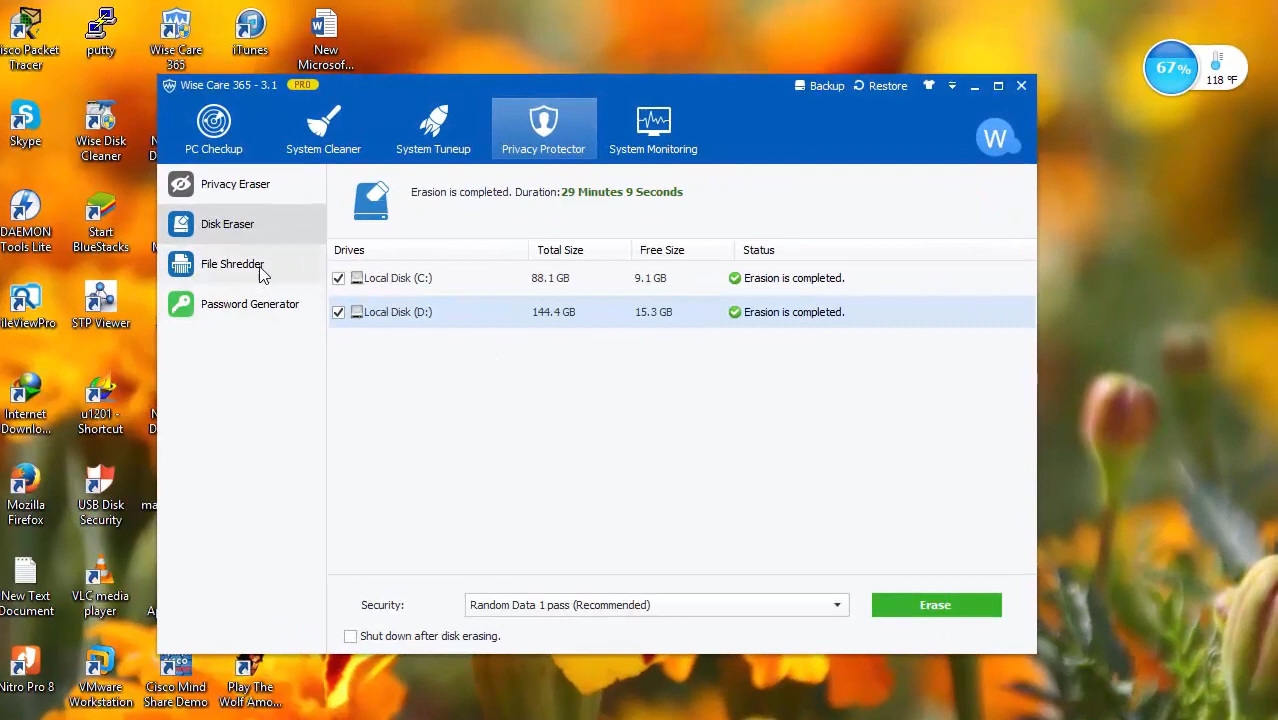 isco Packet
Tracer
putty
Wise Care
365
iTunes
New
Microsof...
67%
118 °F
Wise Care 365 - 3.1 PRO
Backup
Restore
PC Checkup
System Cleaner
System Tuneup
Privacy Protector
System Monitoring
W
Skype
Wise Disk
Cleaner
Privacy Eraser
Disk Eraser
File Shredder
Password Generator
Erasion is completed. Duration:29 Minutes 9 Seconds
Drives Total Size Free Size Status
Local Disk (C:) 88.1 GB 9.1 GB Erasion is completed.
Local Disk (D:) 144.4 GB 15.3 GB Erasion is completed.
DAEMON
Tools Lite
Start
BlueStacks
ileViewPro
STP Viewer
Internet
Downlo...
u1201 -
Shortcut
Mozilla
Firefox
USB Disk
Security
ma
New Text
Document
VLC media
player
Security: Random Data 1 pass (Recommended) Erase
Shut down after disk erasing.
Nitro Pro 8
VMware
Workstation
Cisco Mind
Share Demo
Play The
Wolf Amo...